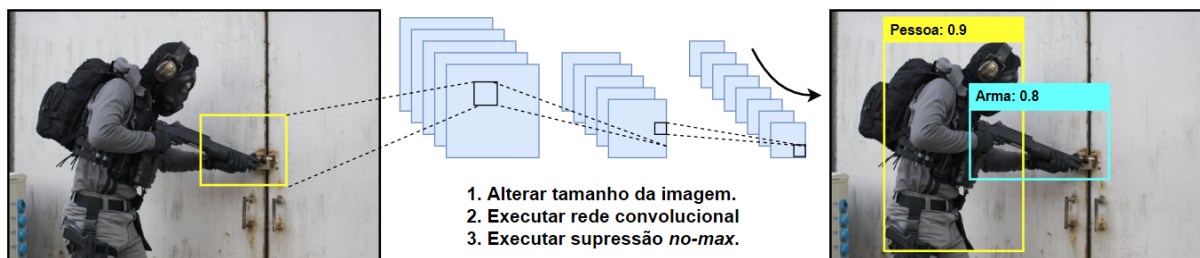 1. Alterar tamanho da imagem.
2. Executar rede convolucional
3. Executar supressão no-max.
Pessoa: 0.9
Arma: 0.8